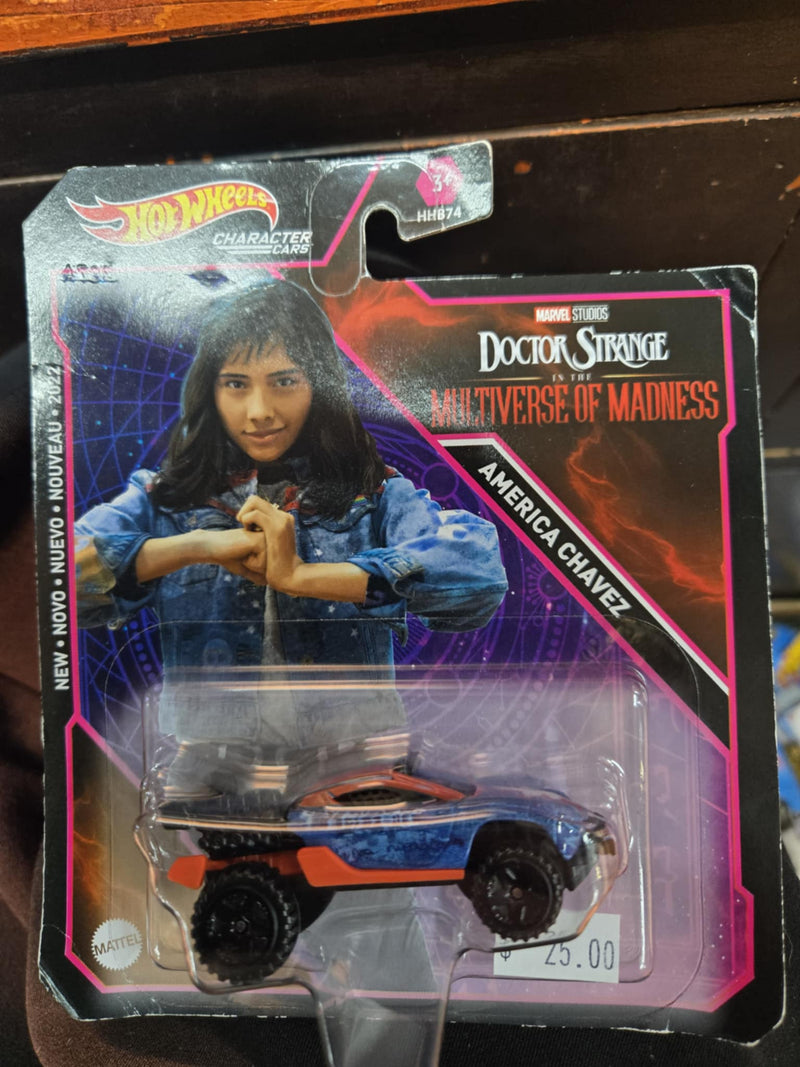 HOT WHEELS
CHARACTER
CARS
3+
HHB74
MARVEL STUDIOS
DOCTOR STRANGE
IN THE
MULTIVERSE OF MADNESS
AMERICA CHAVEZ
NEW • NOVO • NUEVO • NOUVEAU • 2022
MATTEL
$ 25.00